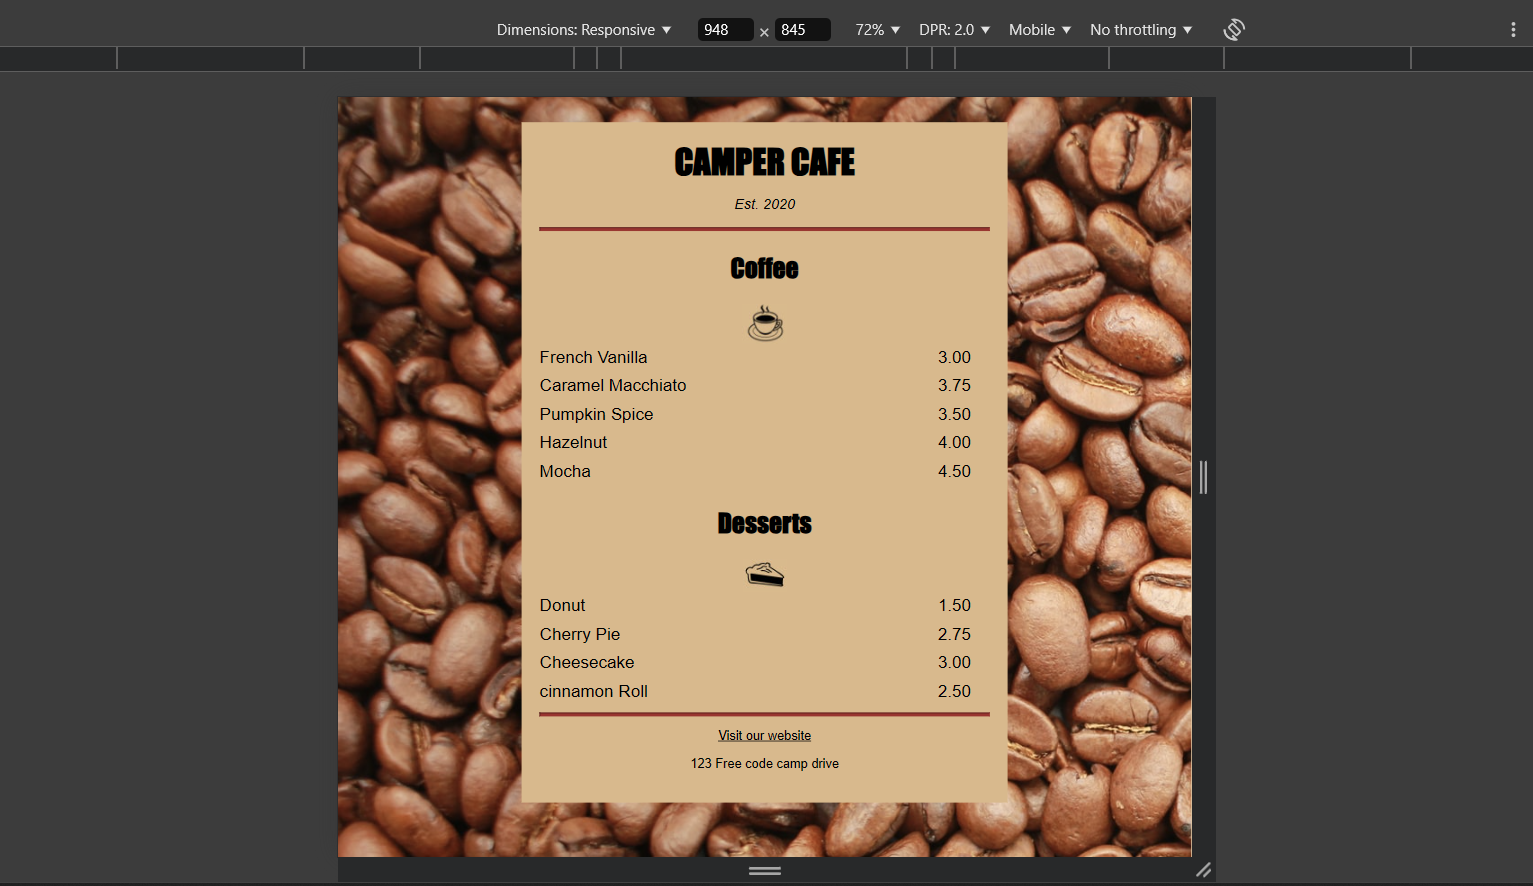 Dimensions: Responsive ▼ 948 × 845 72% ▼ DPR: 2.0 ▼ Mobile ▼ No throttling ▼
CAMPER CAFE
Est. 2020
Coffee
French Vanilla 3.00
Caramel Macchiato 3.75
Pumpkin Spice 3.50
Hazelnut 4.00
Mocha 4.50
Desserts
Donut 1.50
Cherry Pie 2.75
Cheesecake 3.00
cinnamon Roll 2.50
Visit our website
123 Free code camp drive